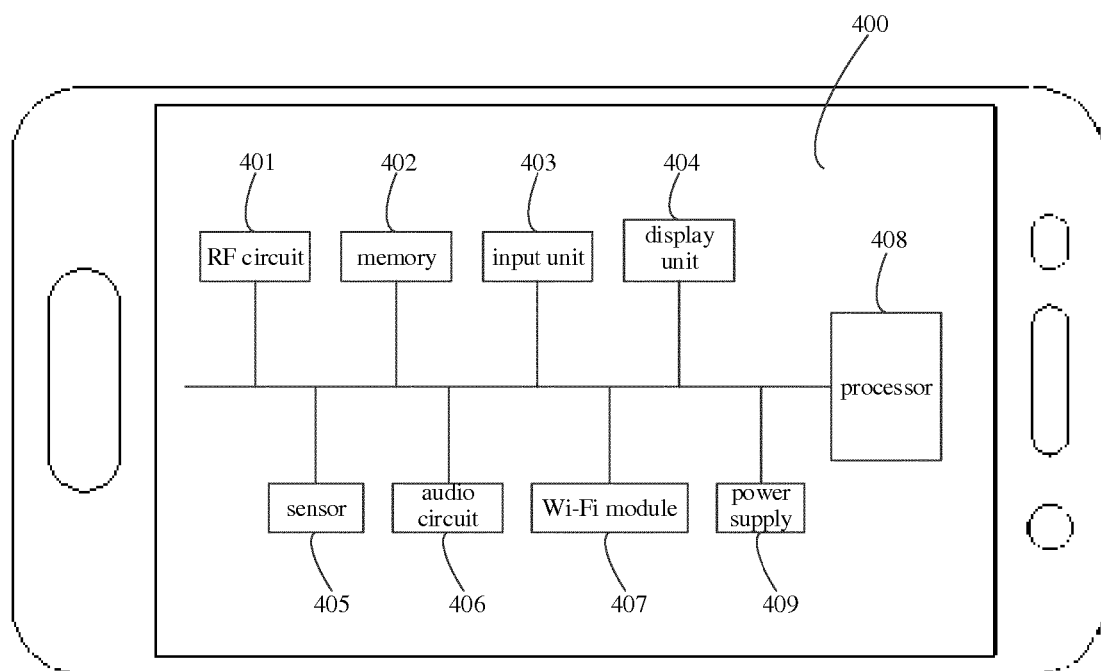 400
401
402
403
404
RF circuit
memory
input unit
display
unit
408
processor
sensor
audio
circuit
Wi-Fi module
power
supply
405
406
407
409